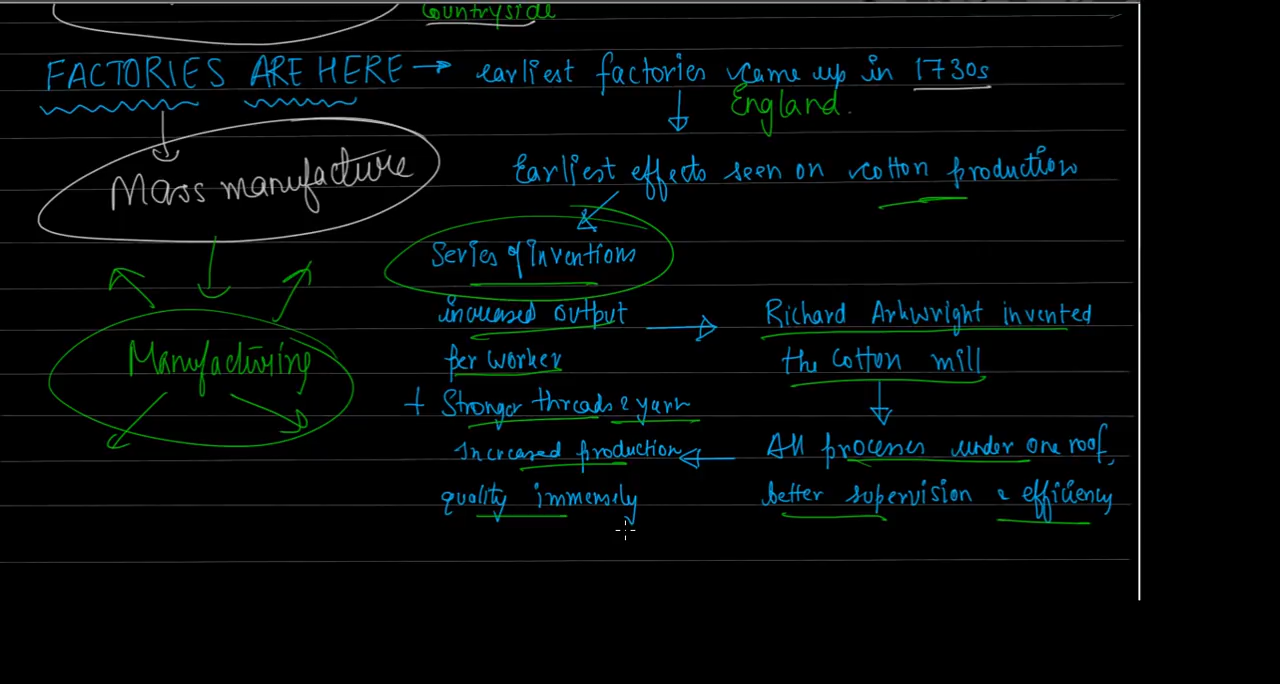 Countryside
FACTORIES ARE HERE → earliest factories came up in 1730s
England.
Mass manufacture
Earliest effects seen on cotton production
Series of inventions
increased output
per worker
+ Stronger threads & yarn
Richard Arkwright invented
the cotton mill
All processes under one roof,
better supervision & efficiency
Increased production
quality immensely
Manufacturing